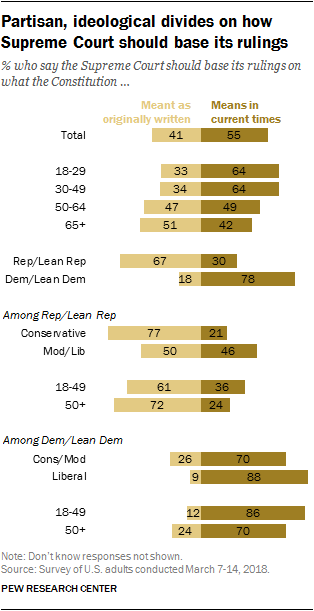 Partisan, ideological divides on how
Supreme Court should base its rulings
% who say the Supreme Court should base its rulings on
what the Constitution ...
Meant as
originally written
Means in
current times
Total 41 55
18-29 33 64
30-49 34 64
50-64 47 49
65+ 51 42
Rep/Lean Rep 67 30
Dem/Lean Dem 18 78
Among Rep/Lean Rep
Conservative 77 21
Mod/Lib 50 46
18-49 61 36
50+ 72 24
Among Dem/Lean Dem
Cons/Mod 26 70
Liberal 9 88
18-49 12 86
50+ 24 70
Note: Don't know responses not shown.
Source: Survey of U.S. adults conducted March 7-14, 2018.
PEW RESEARCH CENTER